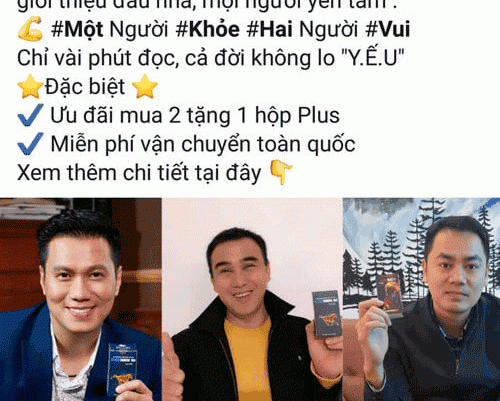 giới thiệu đâu nha, mọi người yên tâm .
💪 #Một Người #Khỏe #Hai Người #Vui
Chỉ vài phút đọc, cả đời không lo "Y.Ế.U"
⭐Đặc biệt ⭐
✔ Ưu đãi mua 2 tặng 1 hộp Plus
✔ Miễn phí vận chuyển toàn quốc
Xem thêm chi tiết tại đây 👇